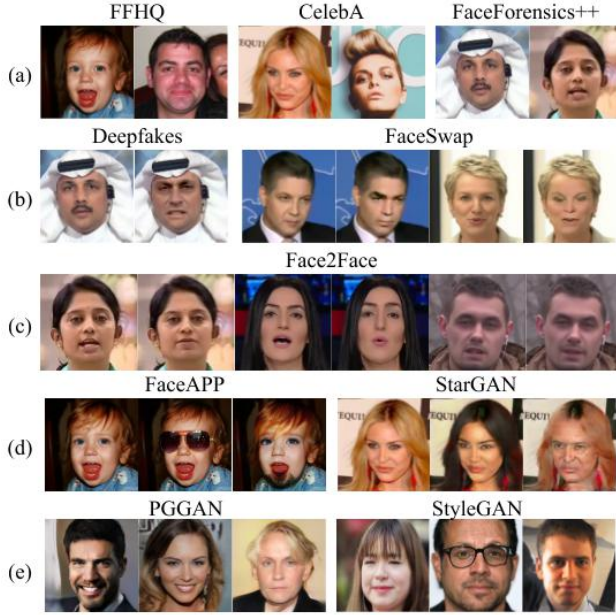 FFHQ CelebA FaceForensics++
(a)
Deepfakes FaceSwap
(b)
Face2Face
(c)
FaceAPP StarGAN
(d)
PGGAN StyleGAN
(e)